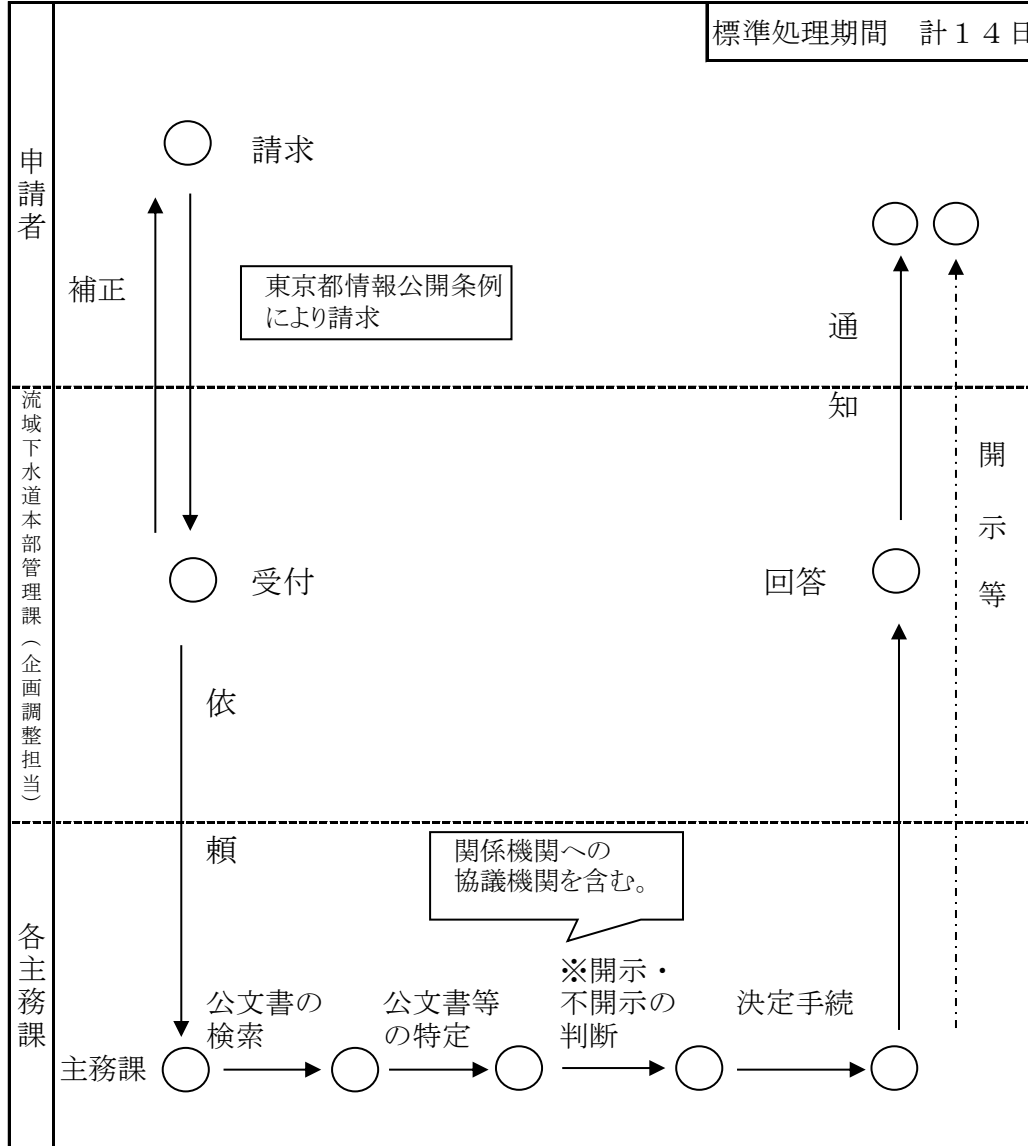 標準処理期間　計１４日
申請者
請求
補正
東京都情報公開条例
により請求
通知
流域下水道本部管理課（企画調整担当）
受付
回答
開示等
依頼
関係機関への
協議機関を含む。
各主務課
公文書の
検索
公文書等
の特定
※開示・
不開示の
判断
決定手続
主務課